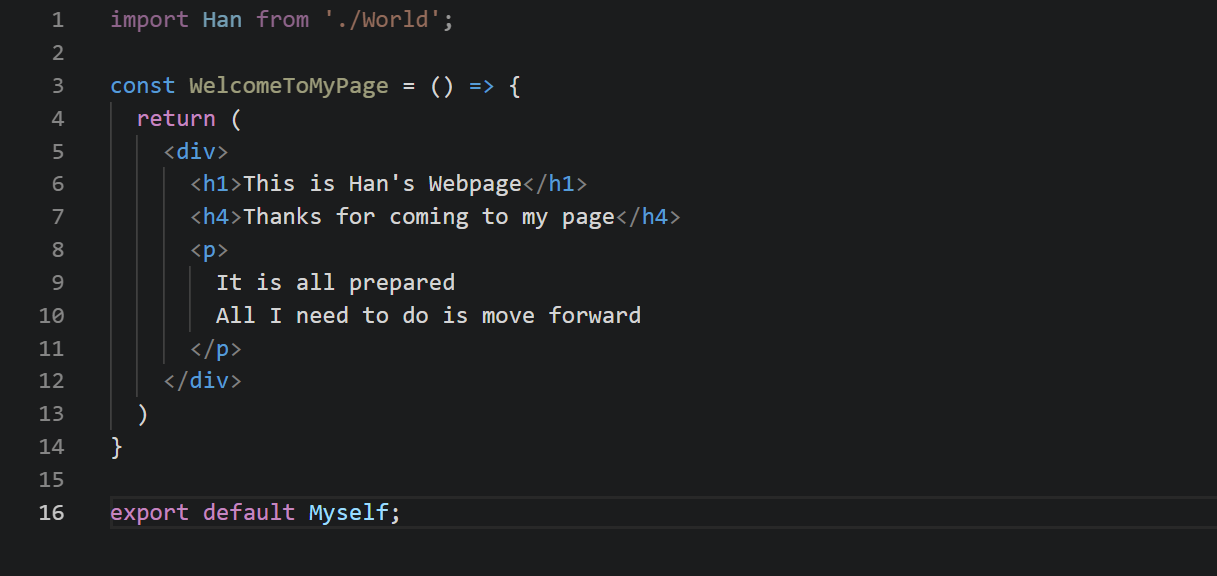 1 import Han from './World';
2
3 const WelcomeToMyPage = () => {
4 return (
5 <div>
6 <h1>This is Han's Webpage</h1>
7 <h4>Thanks for coming to my page</h4>
8 <p>
9 It is all prepared
10 All I need to do is move forward
11 </p>
12 </div>
13 )
14 }
15
16 export default Myself;